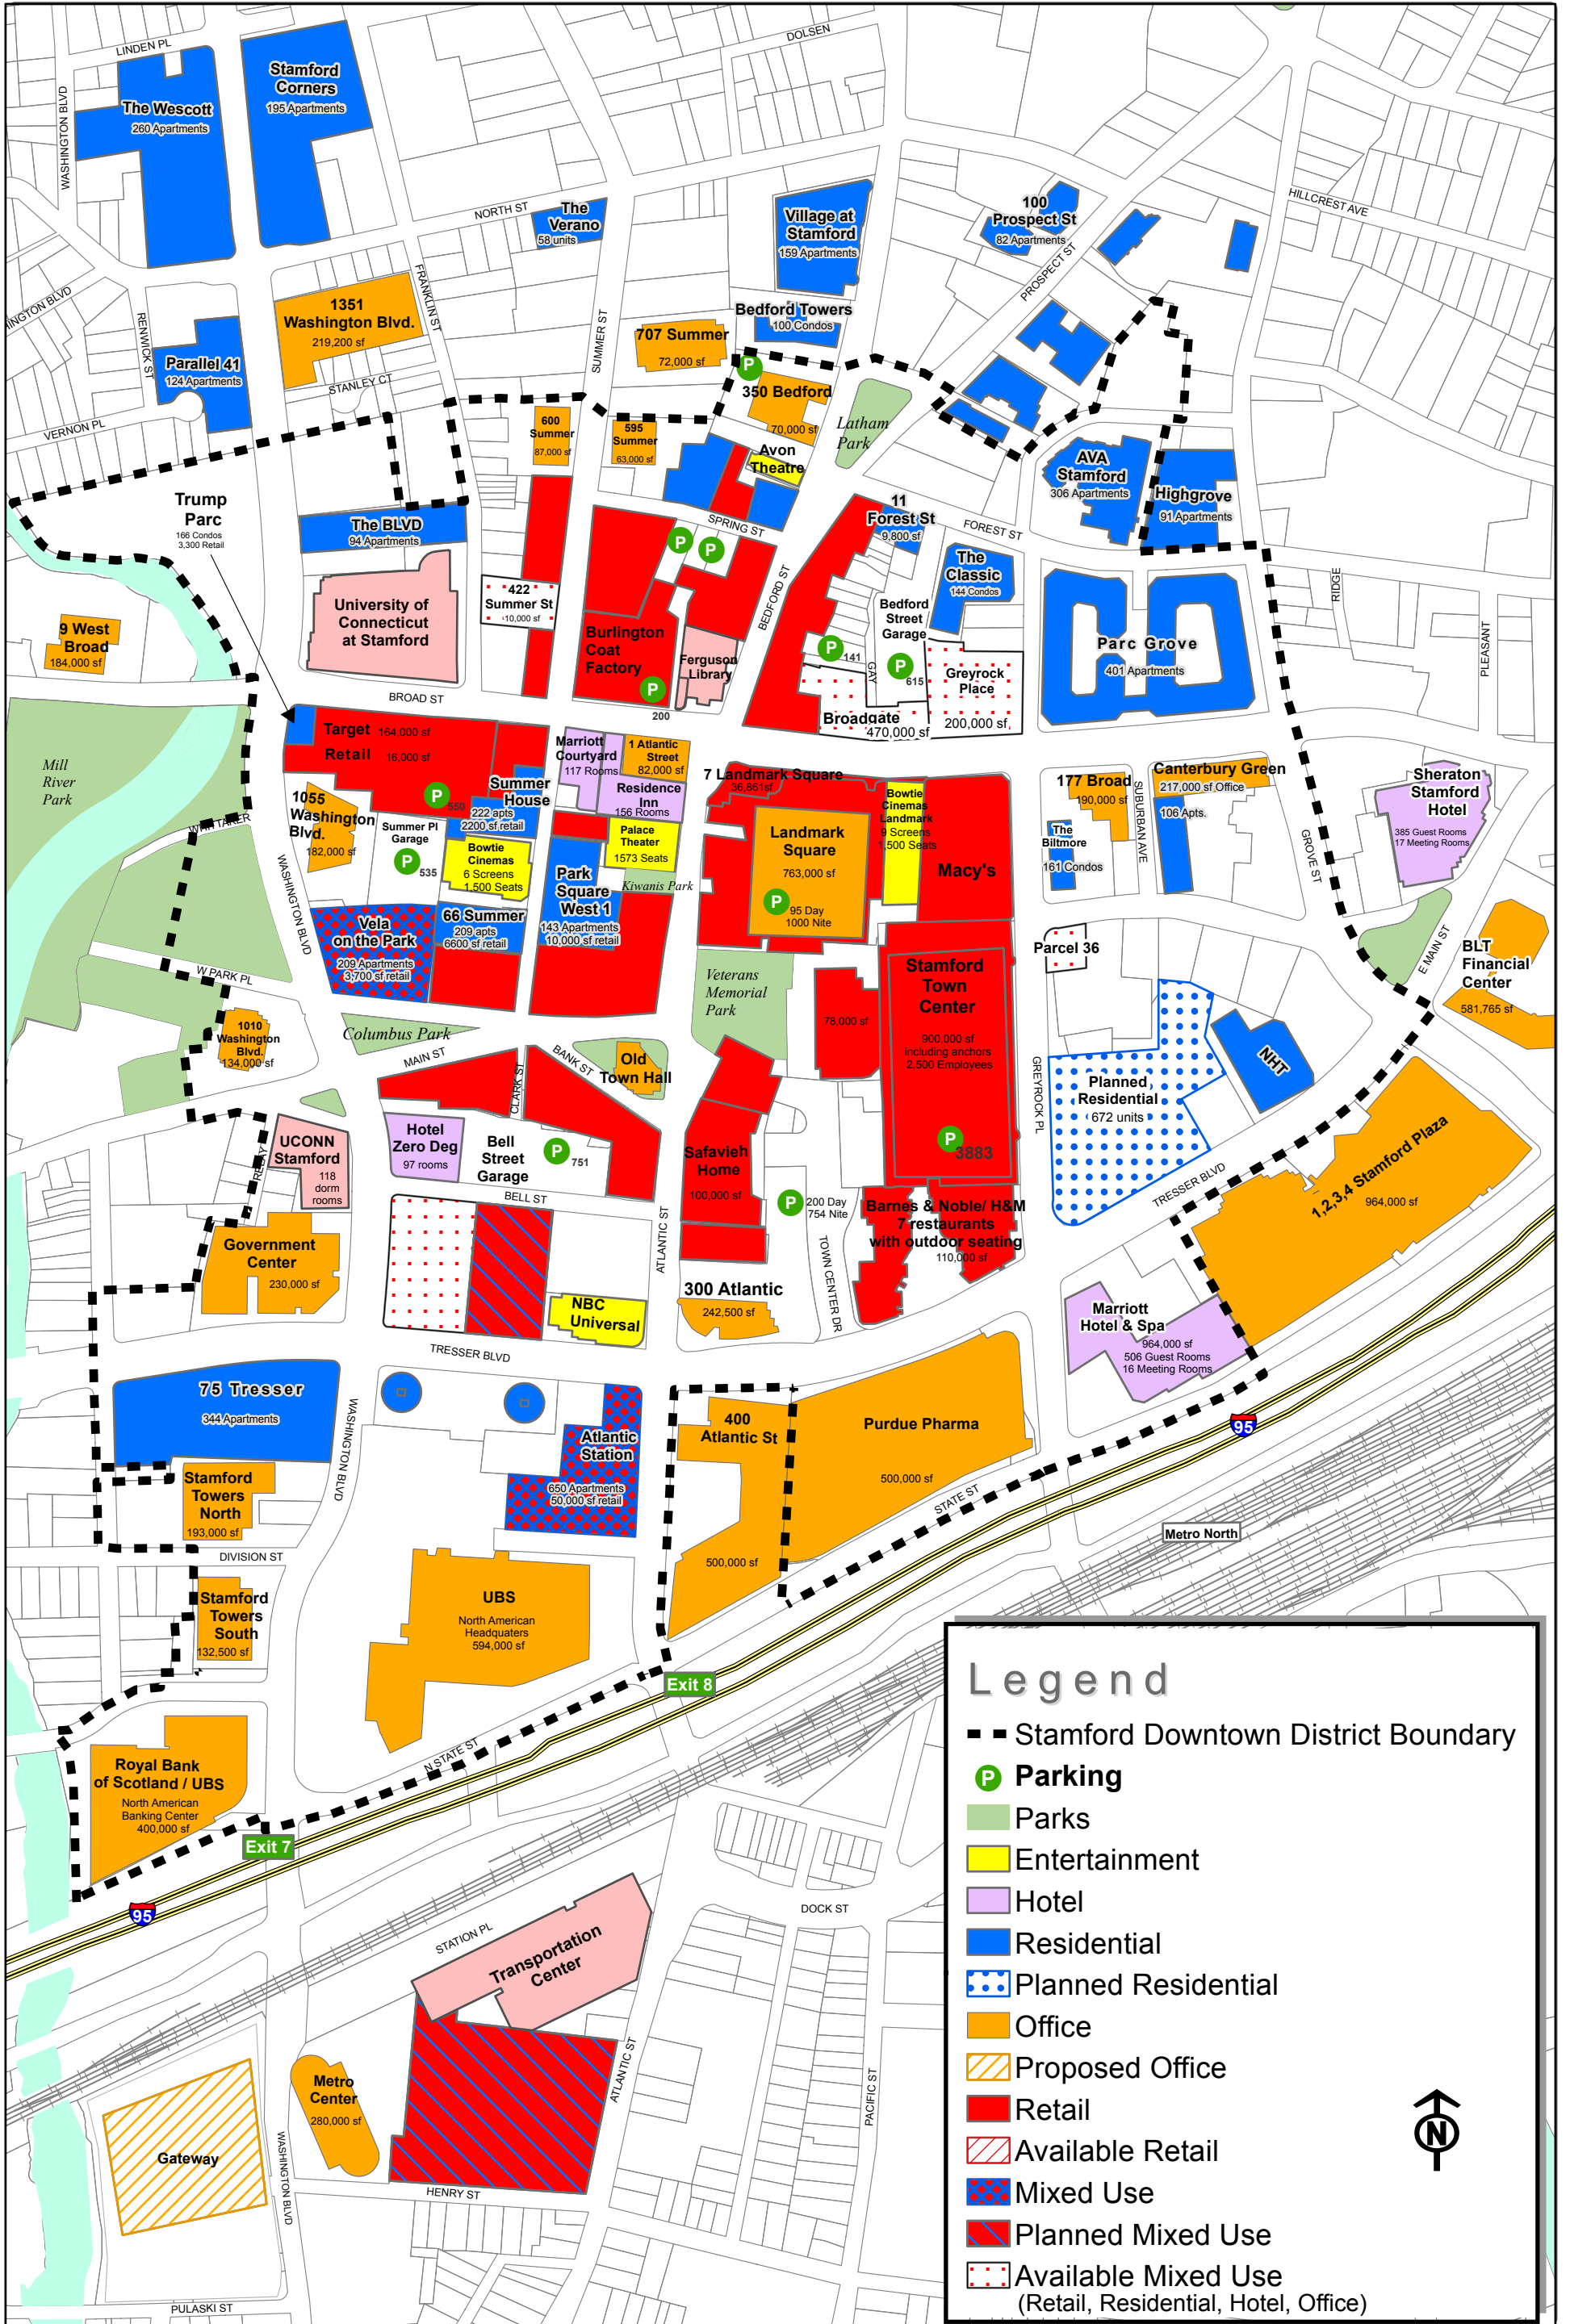 LINDEN PL
DOLSEN
WASHINGTON BLVD
The Wescott
260 Apartments
Stamford
Corners
195 Apartments
HILLCREST AVE
NORTH ST
The
Verano
58 units
Village at
Stamford
159 Apartments
100
Prospect St
82 Apartments
PROSPECT ST
RENWICK ST
FRANKLIN ST
SUMMER ST
1351
Washington Blvd.
219,200 sf
STANLEY CT
Parallel 41
124 Apartments
VERNON PL
Bedford Towers
100 Condos
707 Summer
72,000 sf
P
350 Bedford
70,000 sf
Latham
Park
600
Summer
87,000 sf
595
Summer
63,000 sf
Avon
Theatre
AVA
Stamford
306 Apartments
Highgrove
91 Apartments
Trump
Parc
166 Condos
3,300 Retail
The BLVD
94 Apartments
SPRING ST
11
Forest St
9,800 sf
FOREST ST
The
Classic
144 Condos
P
P
BEDFORD ST
RIDGE
PLEASANT
9 West
Broad
184,000 sf
University of
Connecticut
at Stamford
422
Summer St
10,000 sf
Burlington
Coat
Factory
P
200
Ferguson
Library
P
141
GAY
Bedford
Street
Garage
P
615
Greyrock
Place
200,000 sf
Broadgate
470,000 sf
Parc Grove
401 Apartments
BROAD ST
Mill
River
Park
WHITTAKER
Target 164,000 sf
Retail 16,000 sf
P
550
Marriott
Courtyard
117 Rooms
1 Atlantic
Street
82,000 sf
Residence
Inn
156 Rooms
Summer
House
222 apts
2200 sf retail
1055
Washington
Blvd.
182,000 sf
Summer Pl
Garage
P
535
Bowtie
Cinemas
6 Screens
1,500 Seats
Palace
Theater
1573 Seats
Kiwanis Park
7 Landmark Square
36,861sf
Landmark
Square
763,000 sf
P
95 Day
1000 Nite
Bowtie
Cinemas
Landmark
9 Screens
1,500 Seats
Macy's
177 Broad
190,000 sf
SUBURBAN AVE
Canterbury Green
217,000 sf Office
106 Apts.
The
Biltmore
161 Condos
GROVE ST
Sheraton
Stamford
Hotel
385 Guest Rooms
17 Meeting Rooms
WASHINGTON BLVD
Vela
on the Park
209 Apartments
3,700 sf retail
66 Summer
209 apts
6600 sf retail
Park
Square
West 1
143 Apartments
10,000 sf retail
Parcel 36
E MAIN ST
BLT
Financial
Center
581,765 sf
W PARK PL
Veterans
Memorial
Park
78,000 sf
Stamford
Town
Center
900,000 sf
including anchors
2,500 Employees
P
3883
1010
Washington
Blvd.
134,000 sf
Columbus Park
MAIN ST
CLARK ST
BANK ST
Old
Town Hall
GREYROCK PL
Planned
Residential
672 units
NHT
UCONN
Stamford
118
dorm
rooms
RELAY
Hotel
Zero Deg
97 rooms
Bell
Street
Garage
P
751
BELL ST
Safavieh
Home
100,000 sf
P
200 Day
754 Nite
Barnes & Noble/ H&M
7 restaurants
with outdoor seating
110,000 sf
TRESSER BLVD
1,2,3,4 Stamford Plaza
964,000 sf
Government
Center
230,000 sf
ATLANTIC ST
TOWN CENTER DR
NBC
Universal
300 Atlantic
242,500 sf
Marriott
Hotel & Spa
964,000 sf
506 Guest Rooms
16 Meeting Rooms
TRESSER BLVD
75 Tresser
344 Apartments
WASHINGTON BLVD
Atlantic
Station
650 Apartments
50,000 sf retail
400
Atlantic St
500,000 sf
Purdue Pharma
500,000 sf
95
Stamford
Towers
North
193,000 sf
STATE ST
Metro North
DIVISION ST
Stamford
Towers
South
132,500 sf
UBS
North American
Headquaters
594,000 sf
Exit 8
N STATE ST
Royal Bank
of Scotland / UBS
North American
Banking Center
400,000 sf
Exit 7
95
STATION PL
Transportation
Center
DOCK ST
Metro
Center
280,000 sf
Gateway
WASHINGTON BLVD
ATLANTIC ST
PACIFIC ST
HENRY ST
PULASKI ST
Legend
Stamford Downtown District Boundary
P Parking
Parks
Entertainment
Hotel
Residential
Planned Residential
Office
Proposed Office
Retail
Available Retail
Mixed Use
Planned Mixed Use
Available Mixed Use
(Retail, Residential, Hotel, Office)
N